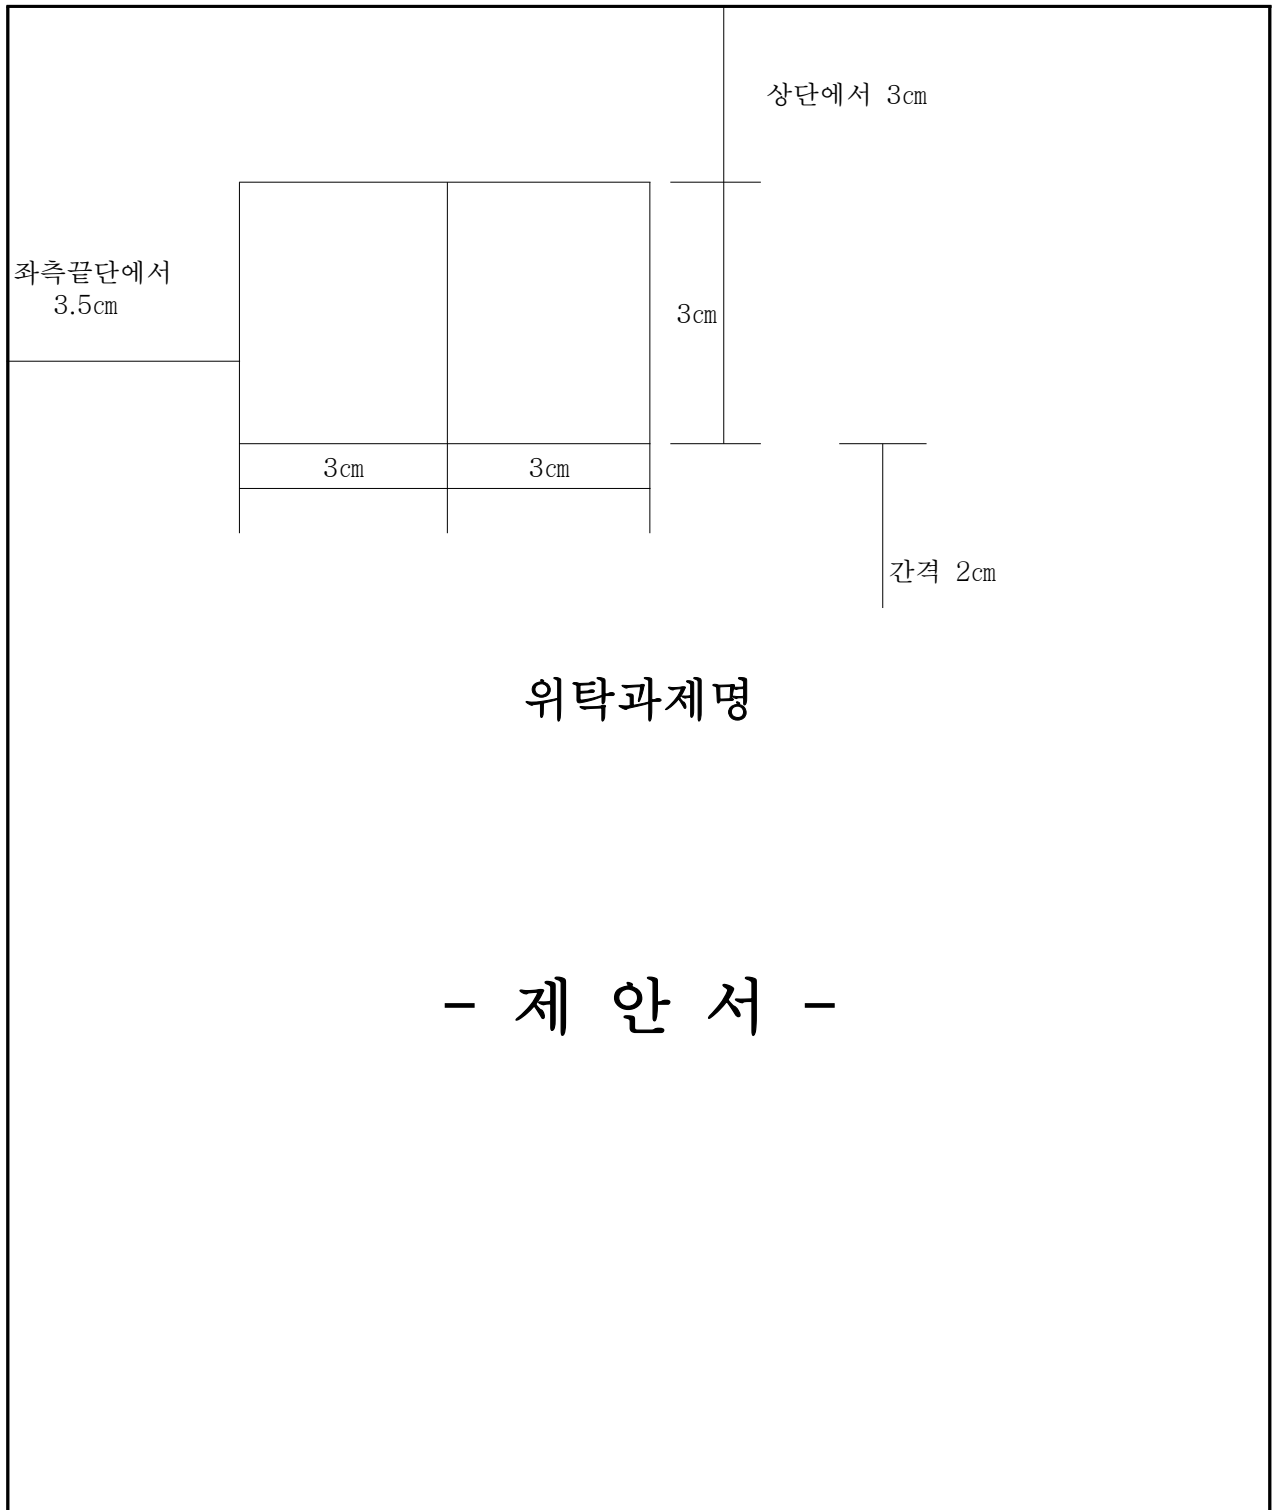 상단에서 3㎝
좌측끝단에서
3.5㎝
3㎝
3㎝ 3㎝
간격 2㎝
위탁과제명
- 제 안 서 -